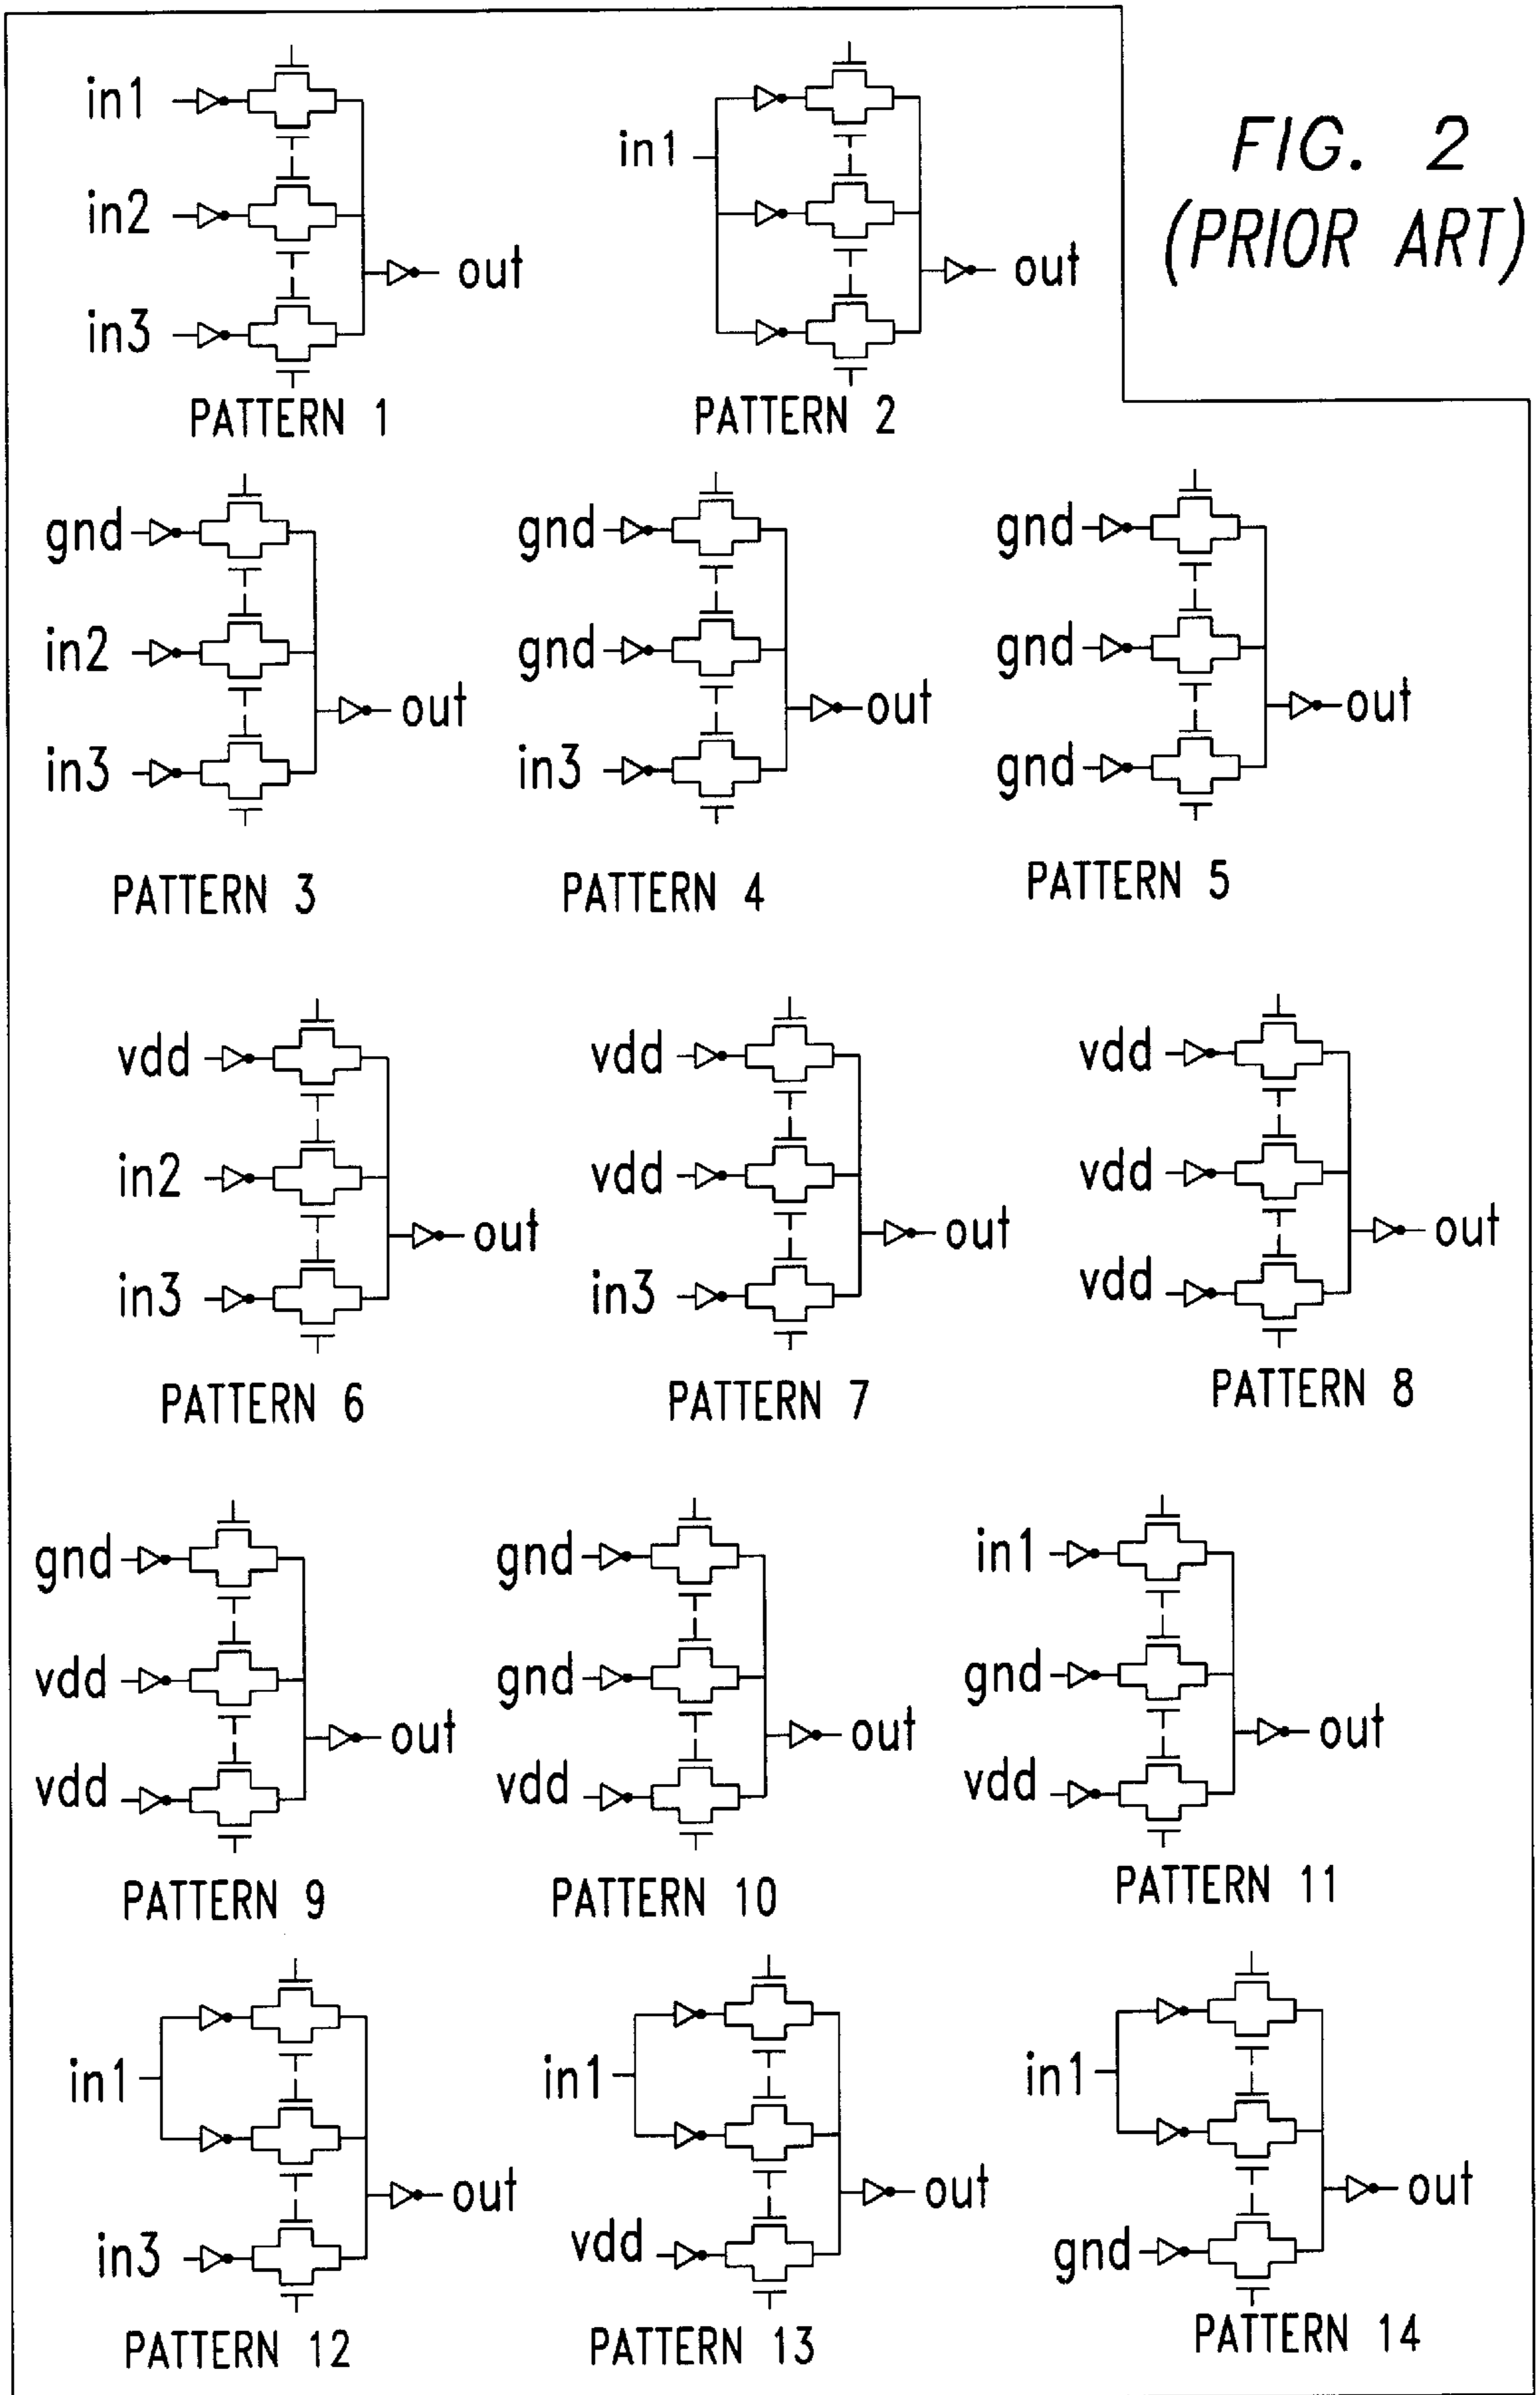 FIG. 2
(PRIOR ART)
in1
in2
in3
out
PATTERN 1
in1
out
PATTERN 2
gnd
in2
in3
out
PATTERN 3
gnd
gnd
in3
out
PATTERN 4
gnd
gnd
gnd
out
PATTERN 5
vdd
in2
in3
out
PATTERN 6
vdd
vdd
in3
out
PATTERN 7
vdd
vdd
vdd
out
PATTERN 8
gnd
vdd
vdd
out
PATTERN 9
gnd
gnd
vdd
out
PATTERN 10
in1
gnd
vdd
out
PATTERN 11
in1
in3
out
PATTERN 12
in1
vdd
out
PATTERN 13
in1
gnd
out
PATTERN 14